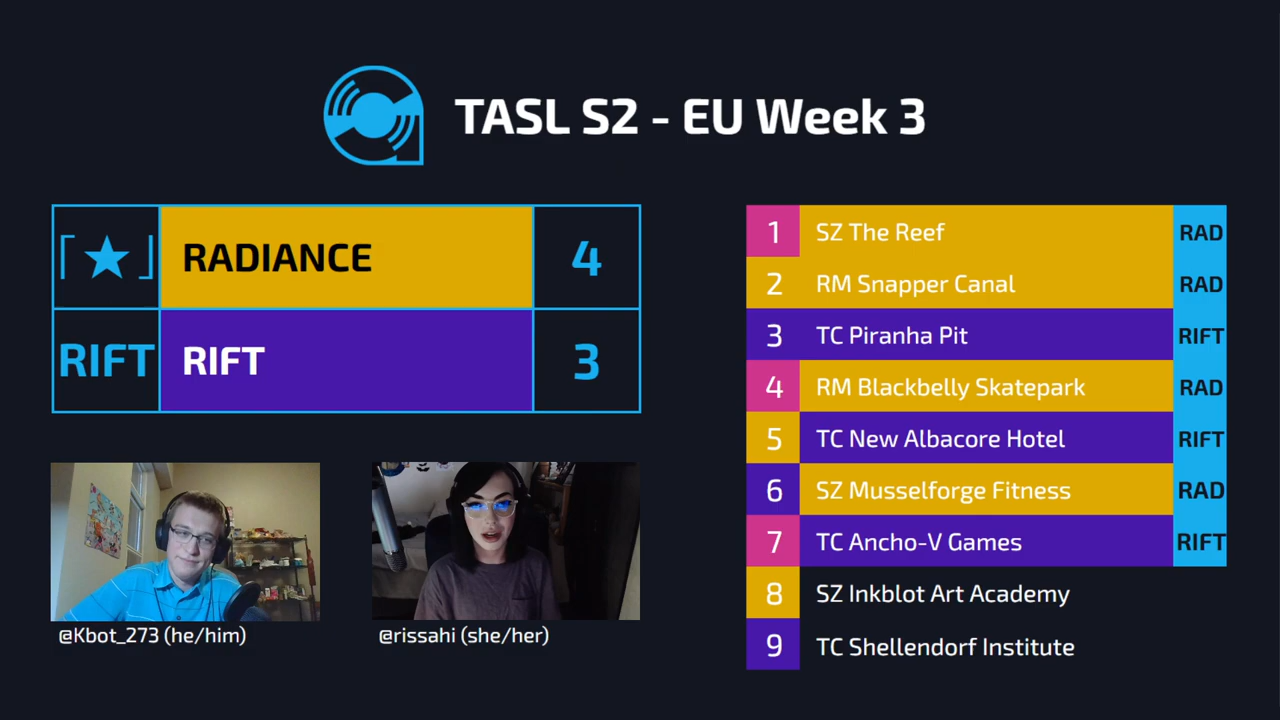 TASL S2 - EU Week 3
「★」 RADIANCE 4
RIFT RIFT 3
@Kbot_273 (he/him)
@rissahi (she/her)
1 SZ The Reef RAD
2 RM Snapper Canal RAD
3 TC Piranha Pit RIFT
4 RM Blackbelly Skatepark RAD
5 TC New Albacore Hotel RIFT
6 SZ Musselforge Fitness RAD
7 TC Ancho-V Games RIFT
8 SZ Inkblot Art Academy
9 TC Shellendorf Institute